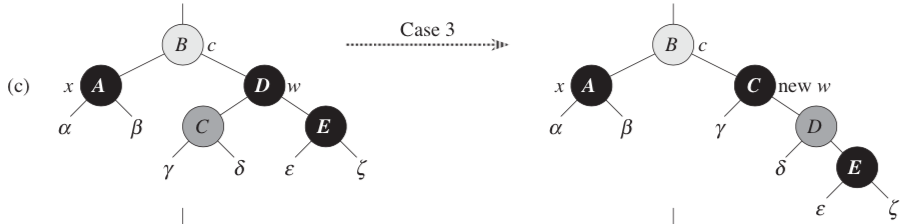 Case 3
B c B c
(c) x A D w x A C new w
α β C E α β γ D
γ δ ε ζ δ E
ε ζ